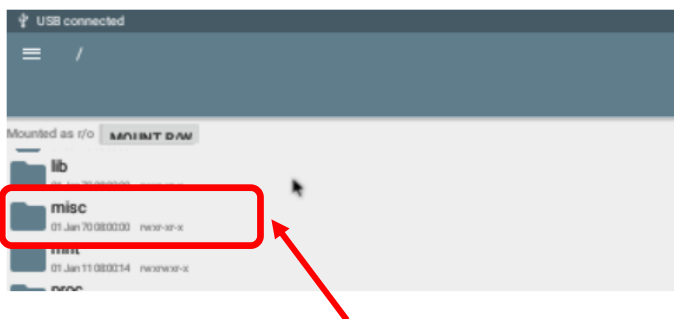 USB connected
/
Mounted as r/o MOUNT R/W
lib
misc
01 Jan 70 08:00:00 rwxr-xr-x
mnt
01 Jan 11 08:00:14 rwxrwxr-x
proc